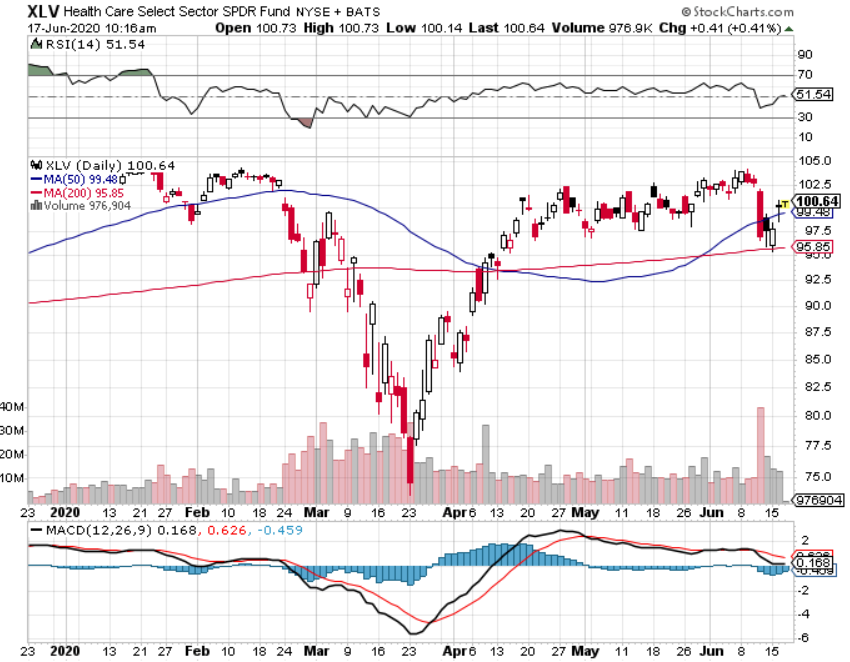 XLV Health Care Select Sector SPDR Fund NYSE + BATS
© StockCharts.com
17-Jun-2020 10:16am
Open 100.73 High 100.73 Low 100.14 Last 100.64 Volume 976.9K Chg +0.41 (+0.41%)
RSI(14) 51.54
90
70
51.54
30
10
XLV (Daily) 100.64
MA(50) 99.48
MA(200) 95.85
Volume 976,904
105.0
102.5
100.64
99.48
97.5
95.85
95.0
92.5
90.0
87.5
85.0
82.5
80.0
77.5
75.0
976904
40M
30M
20M
10M
23 2020 13 21 27 Feb 10 18 24 Mar 9 16 23 Apr 6 13 20 27 May 11 18 26 Jun 8 15
MACD(12,26,9) 0.168, 0.626, -0.459
2
0.626
0.168
-0.459
-2
-4
-6
23 2020 13 21 27 Feb 10 18 24 Mar 9 16 23 Apr 6 13 20 27 May 11 18 26 Jun 8 15